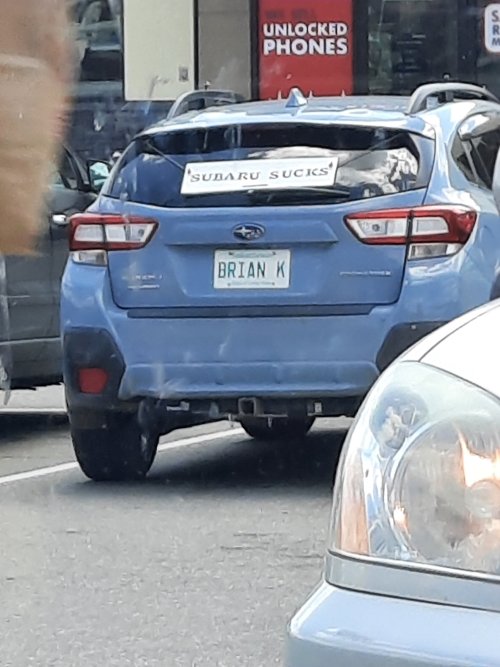 UNLOCKED
PHONES
SUBARU SUCKS
BRIAN K